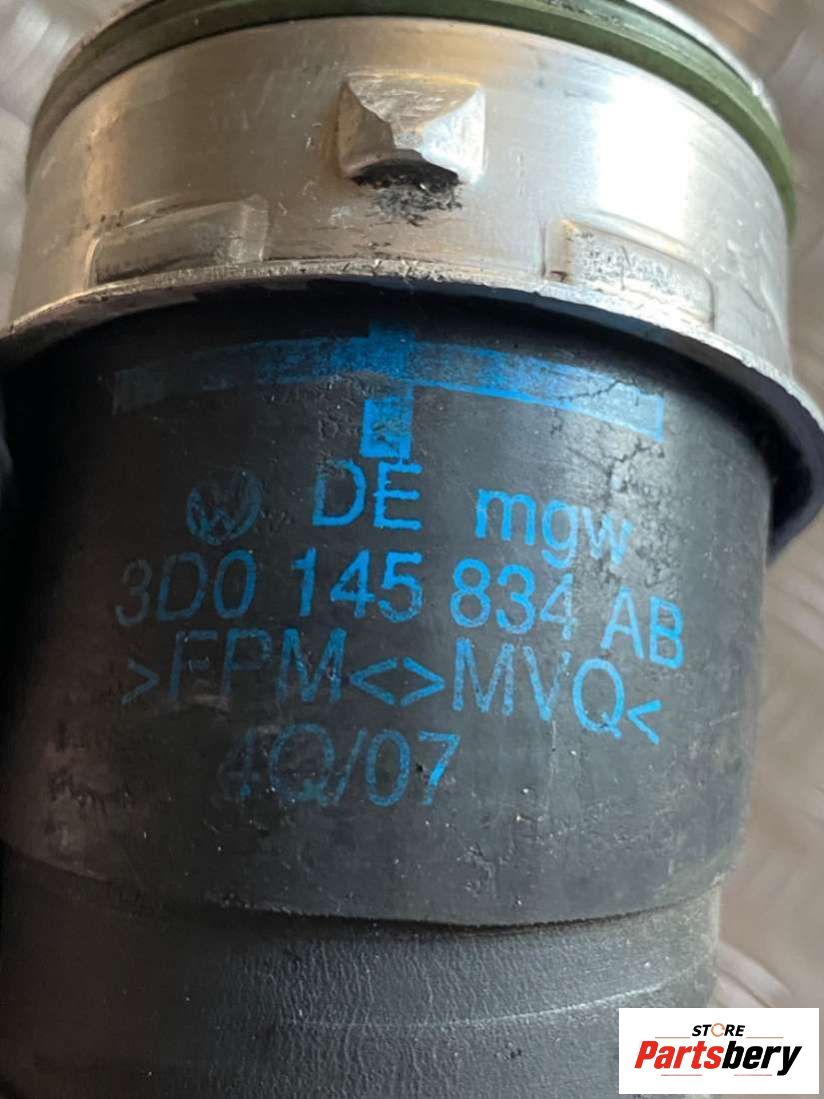 DE mgw
3D0 145 834 AB
>FPM<>MVQ<
4Q/07
STORE
Partsbery